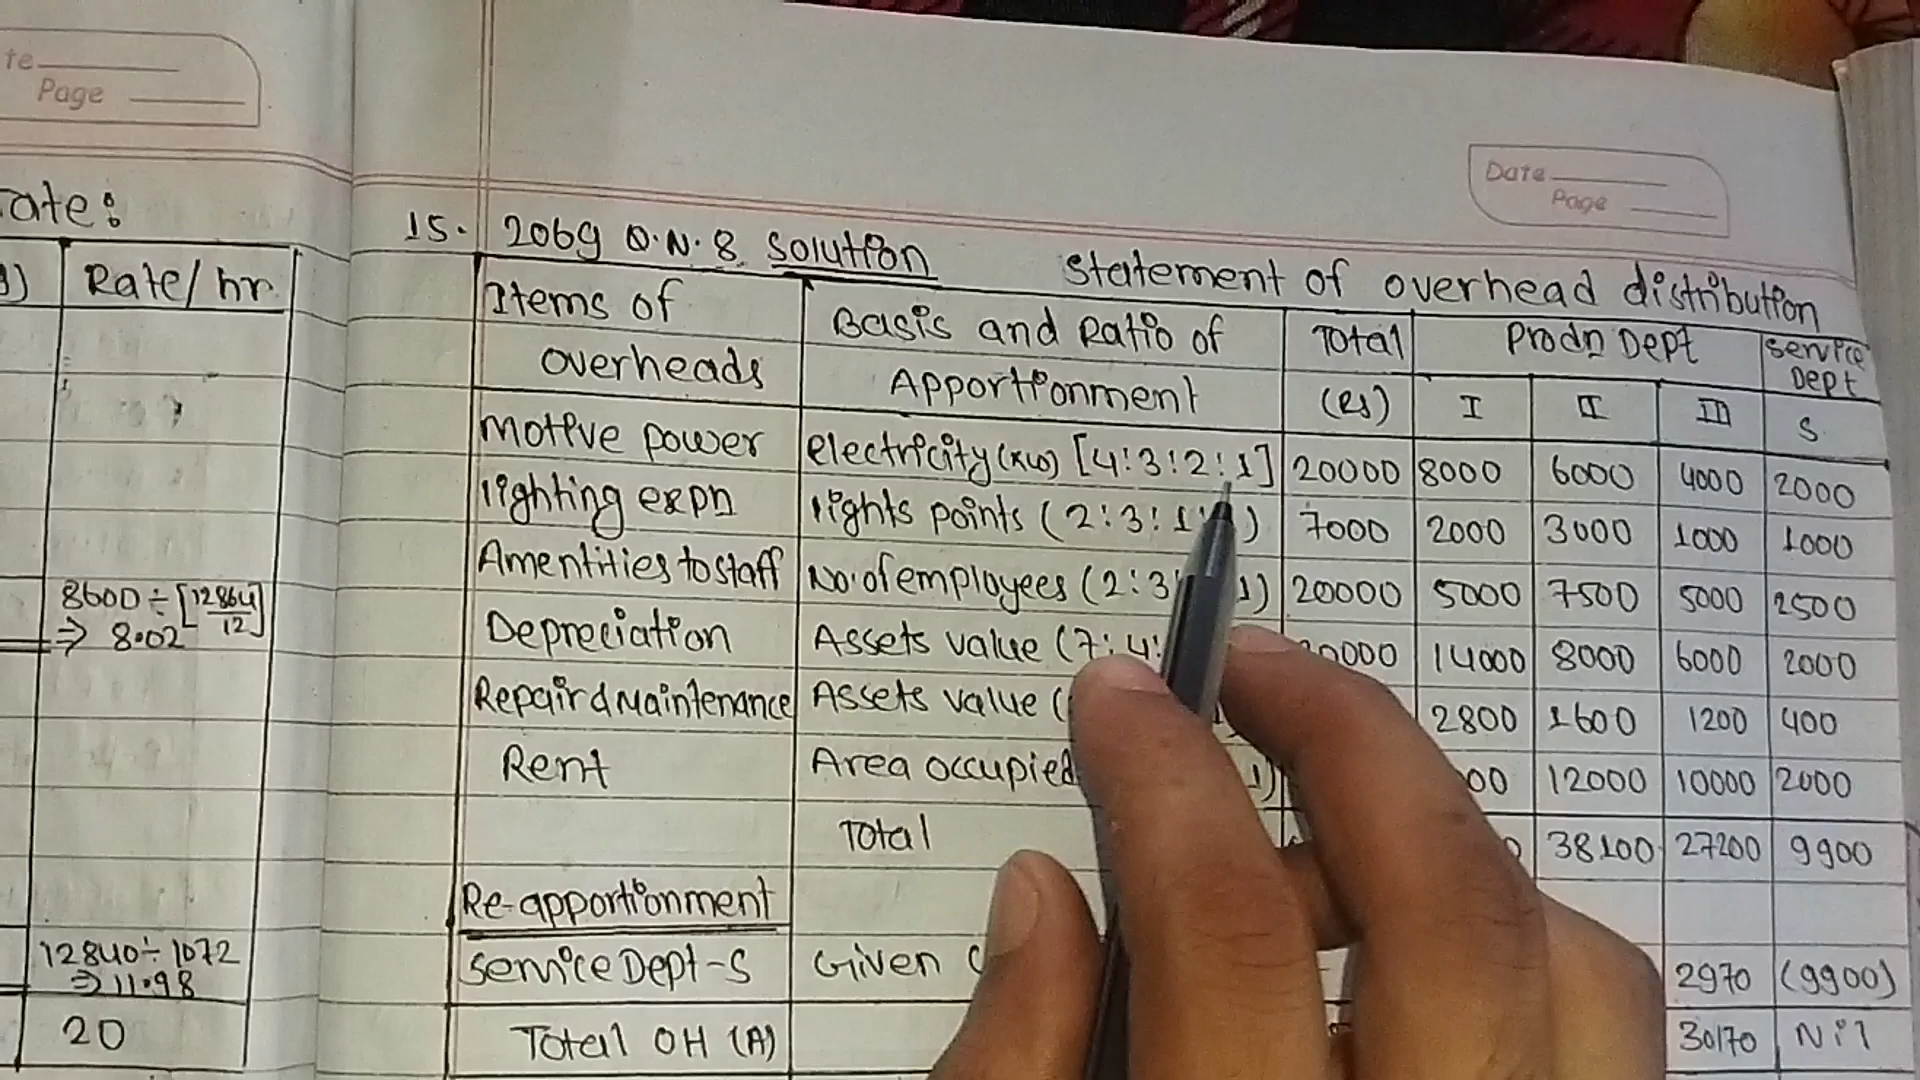 te
Page
Date
Page
ate:
Rate/hr
8600 ÷ [12864/12]
⇒ 8.02
12840 ÷ 1072
⇒ 11.98
20
15. 2069 Q.N.8 Solution Statement of overhead distribution
Items of overheads Basis and Ratio of Apportionment Total (Rs) Prodn Dept Service Dept
I II III S
Motive power Electricity (KW) [4:3:2:1] 20000 8000 6000 4000 2000
lighting expn lights points (2:3:1: ) 7000 2000 3000 1000 1000
Amentities to staff No. of employees (2:3 1) 20000 5000 7500 5000 2500
Depreciation Assets value (7:4: 0000 14000 8000 6000 2000
Repair & Maintenance Assets value ( 2800 1600 1200 400
Rent Area occupied 1) 00 12000 10000 2000
Total 0 38100 27200 9900
Re-apportionment
Service Dept-S Given 2970 (9900)
Total OH (A) 30170 Nil